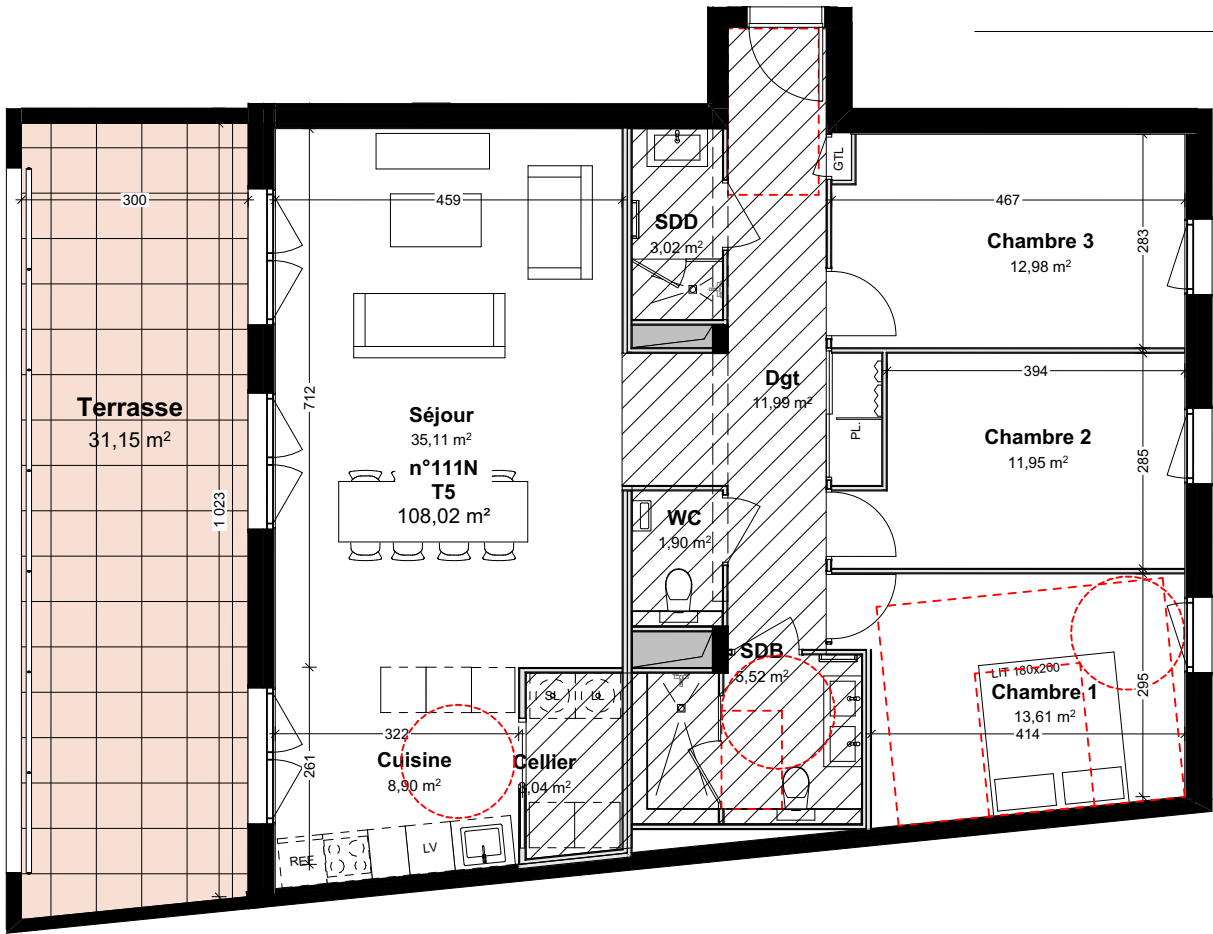 GTL
300
459
467
SDD
3,02 m²
Chambre 3
12,98 m²
283
394
Dgt
11,99 m²
712
Terrasse
31,15 m²
Séjour
35,11 m²
n°111N
T5
108,02 m²
PL.
Chambre 2
11,95 m²
285
1 023
WC
1,90 m²
SDB
5,52 m²
SL
LL
LIT 160x200
Chambre 1
13,61 m²
295
414
322
Cuisine
8,90 m²
261
Cellier
3,04 m²
REF
LV